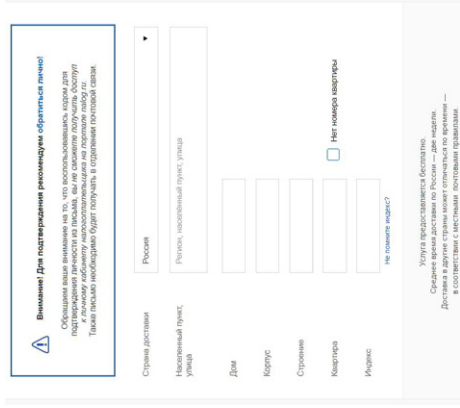 Внимание! Для подтверждения рекомендуем обратиться лично!
Обращаем ваше внимание на то, что воспользовавшись кодом для
подтверждения личности из письма, вы не сможете получить доступ
к личному кабинету налогоплательщика на портале nalog.ru.
Также письмо необходимо будет получать в отделении почтовой связи.
Страна доставки
Россия
Населенный пункт,
улица
Регион, населённый пункт, улица
Дом
Корпус
Строение
Квартира
Нет номера квартиры
Индекс
Не помните индекс?
Услуга предоставляется бесплатно.
Среднее время доставки по России — две недели.
Доставка в другие страны может отличаться по времени —
в соответствии с местными почтовыми правилами.